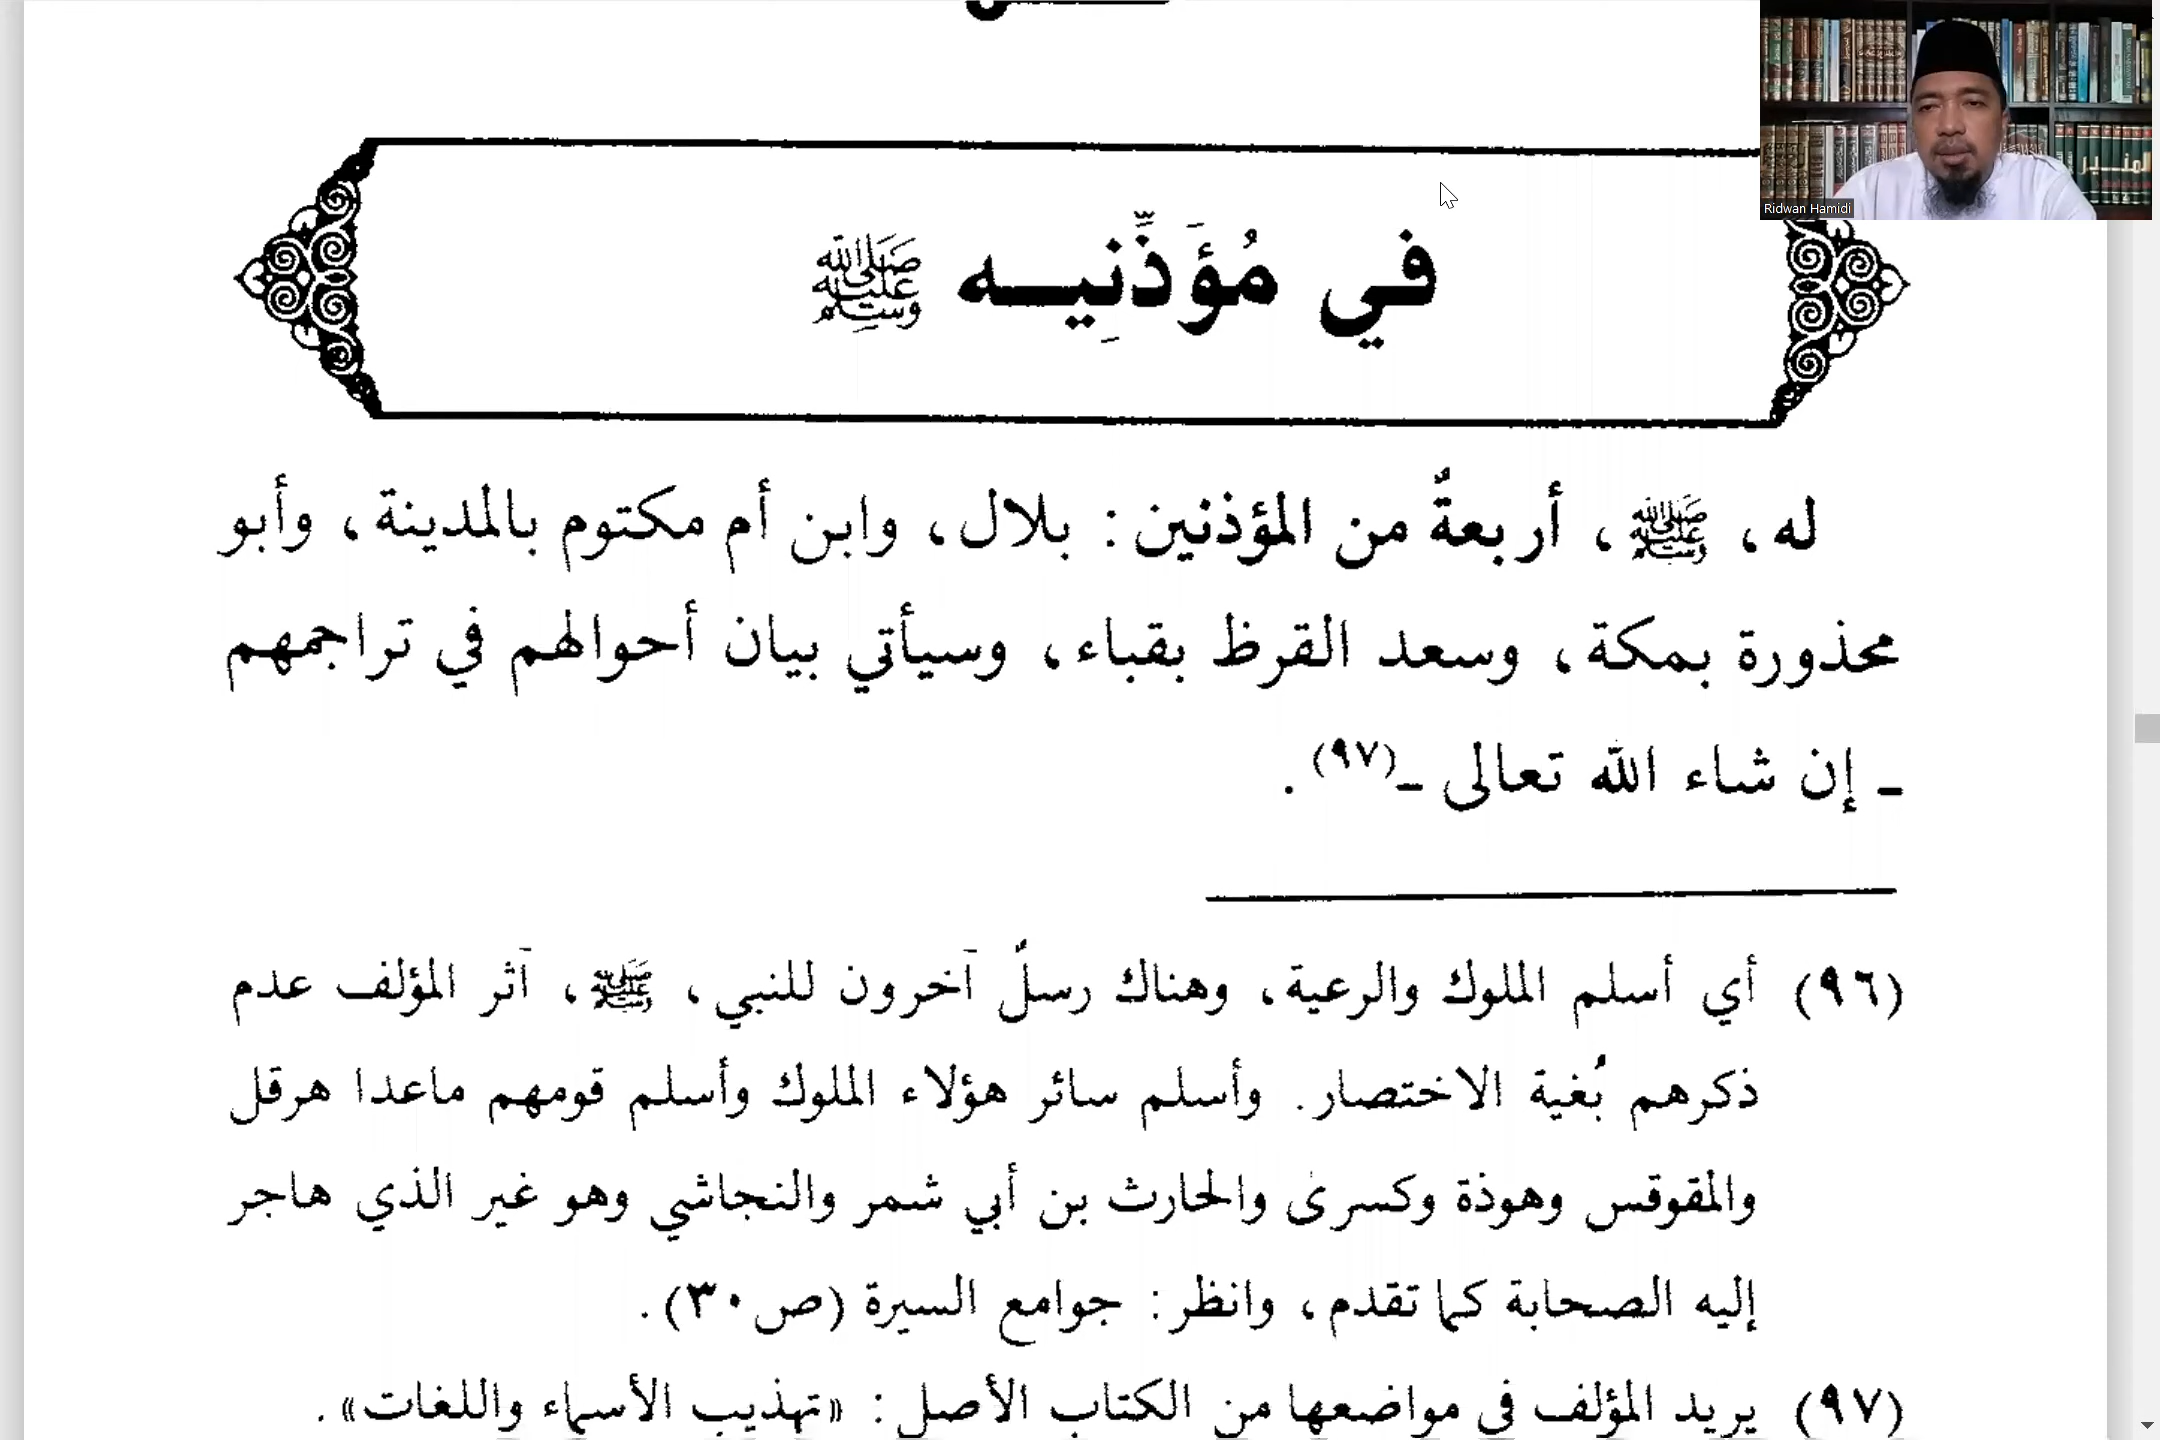 Ridwan Hamidi
في مُؤَذِّنِيه ﷺ
له، ﷺ، أربعةٌ من المؤذنين: بلال، وابن أم مكتوم بالمدينة، وأبو
محذورة بمكة، وسعد القرظ بقباء، وسيأتي بيان أحوالهم في تراجمهم
ـ إن شاء الله تعالى ـ(٩٧).
(٩٦) أي أسلم الملوك والرعية، وهناك رسلٌ آخرون للنبي، ﷺ، آثر المؤلف عدم
ذكرهم بُغية الاختصار. وأسلم سائر هؤلاء الملوك وأسلم قومهم ماعدا هرقل
والمقوقس وهوذة وكسرى والحارث بن أبي شمر والنجاشي وهو غير الذي هاجر
إليه الصحابة كما تقدم، وانظر: جوامع السيرة (ص٣٠).
(٩٧) يريد المؤلف في مواضعها من الكتاب الأصل: «تهذيب الأسماء واللغات».